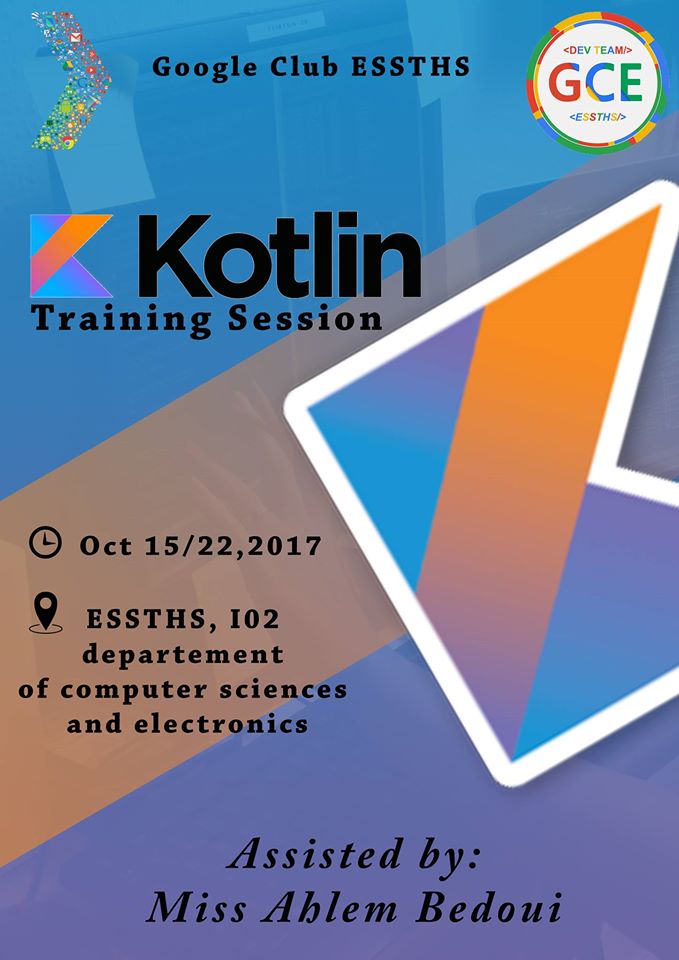 Google Club ESSTHS
<DEV TEAM/>
GCE
<ESSTHS/>
Kotlin
Training Session
Oct 15/22,2017
ESSTHS, I02
departement
of computer sciences
and electronics
Assisted by:
Miss Ahlem Bedoui